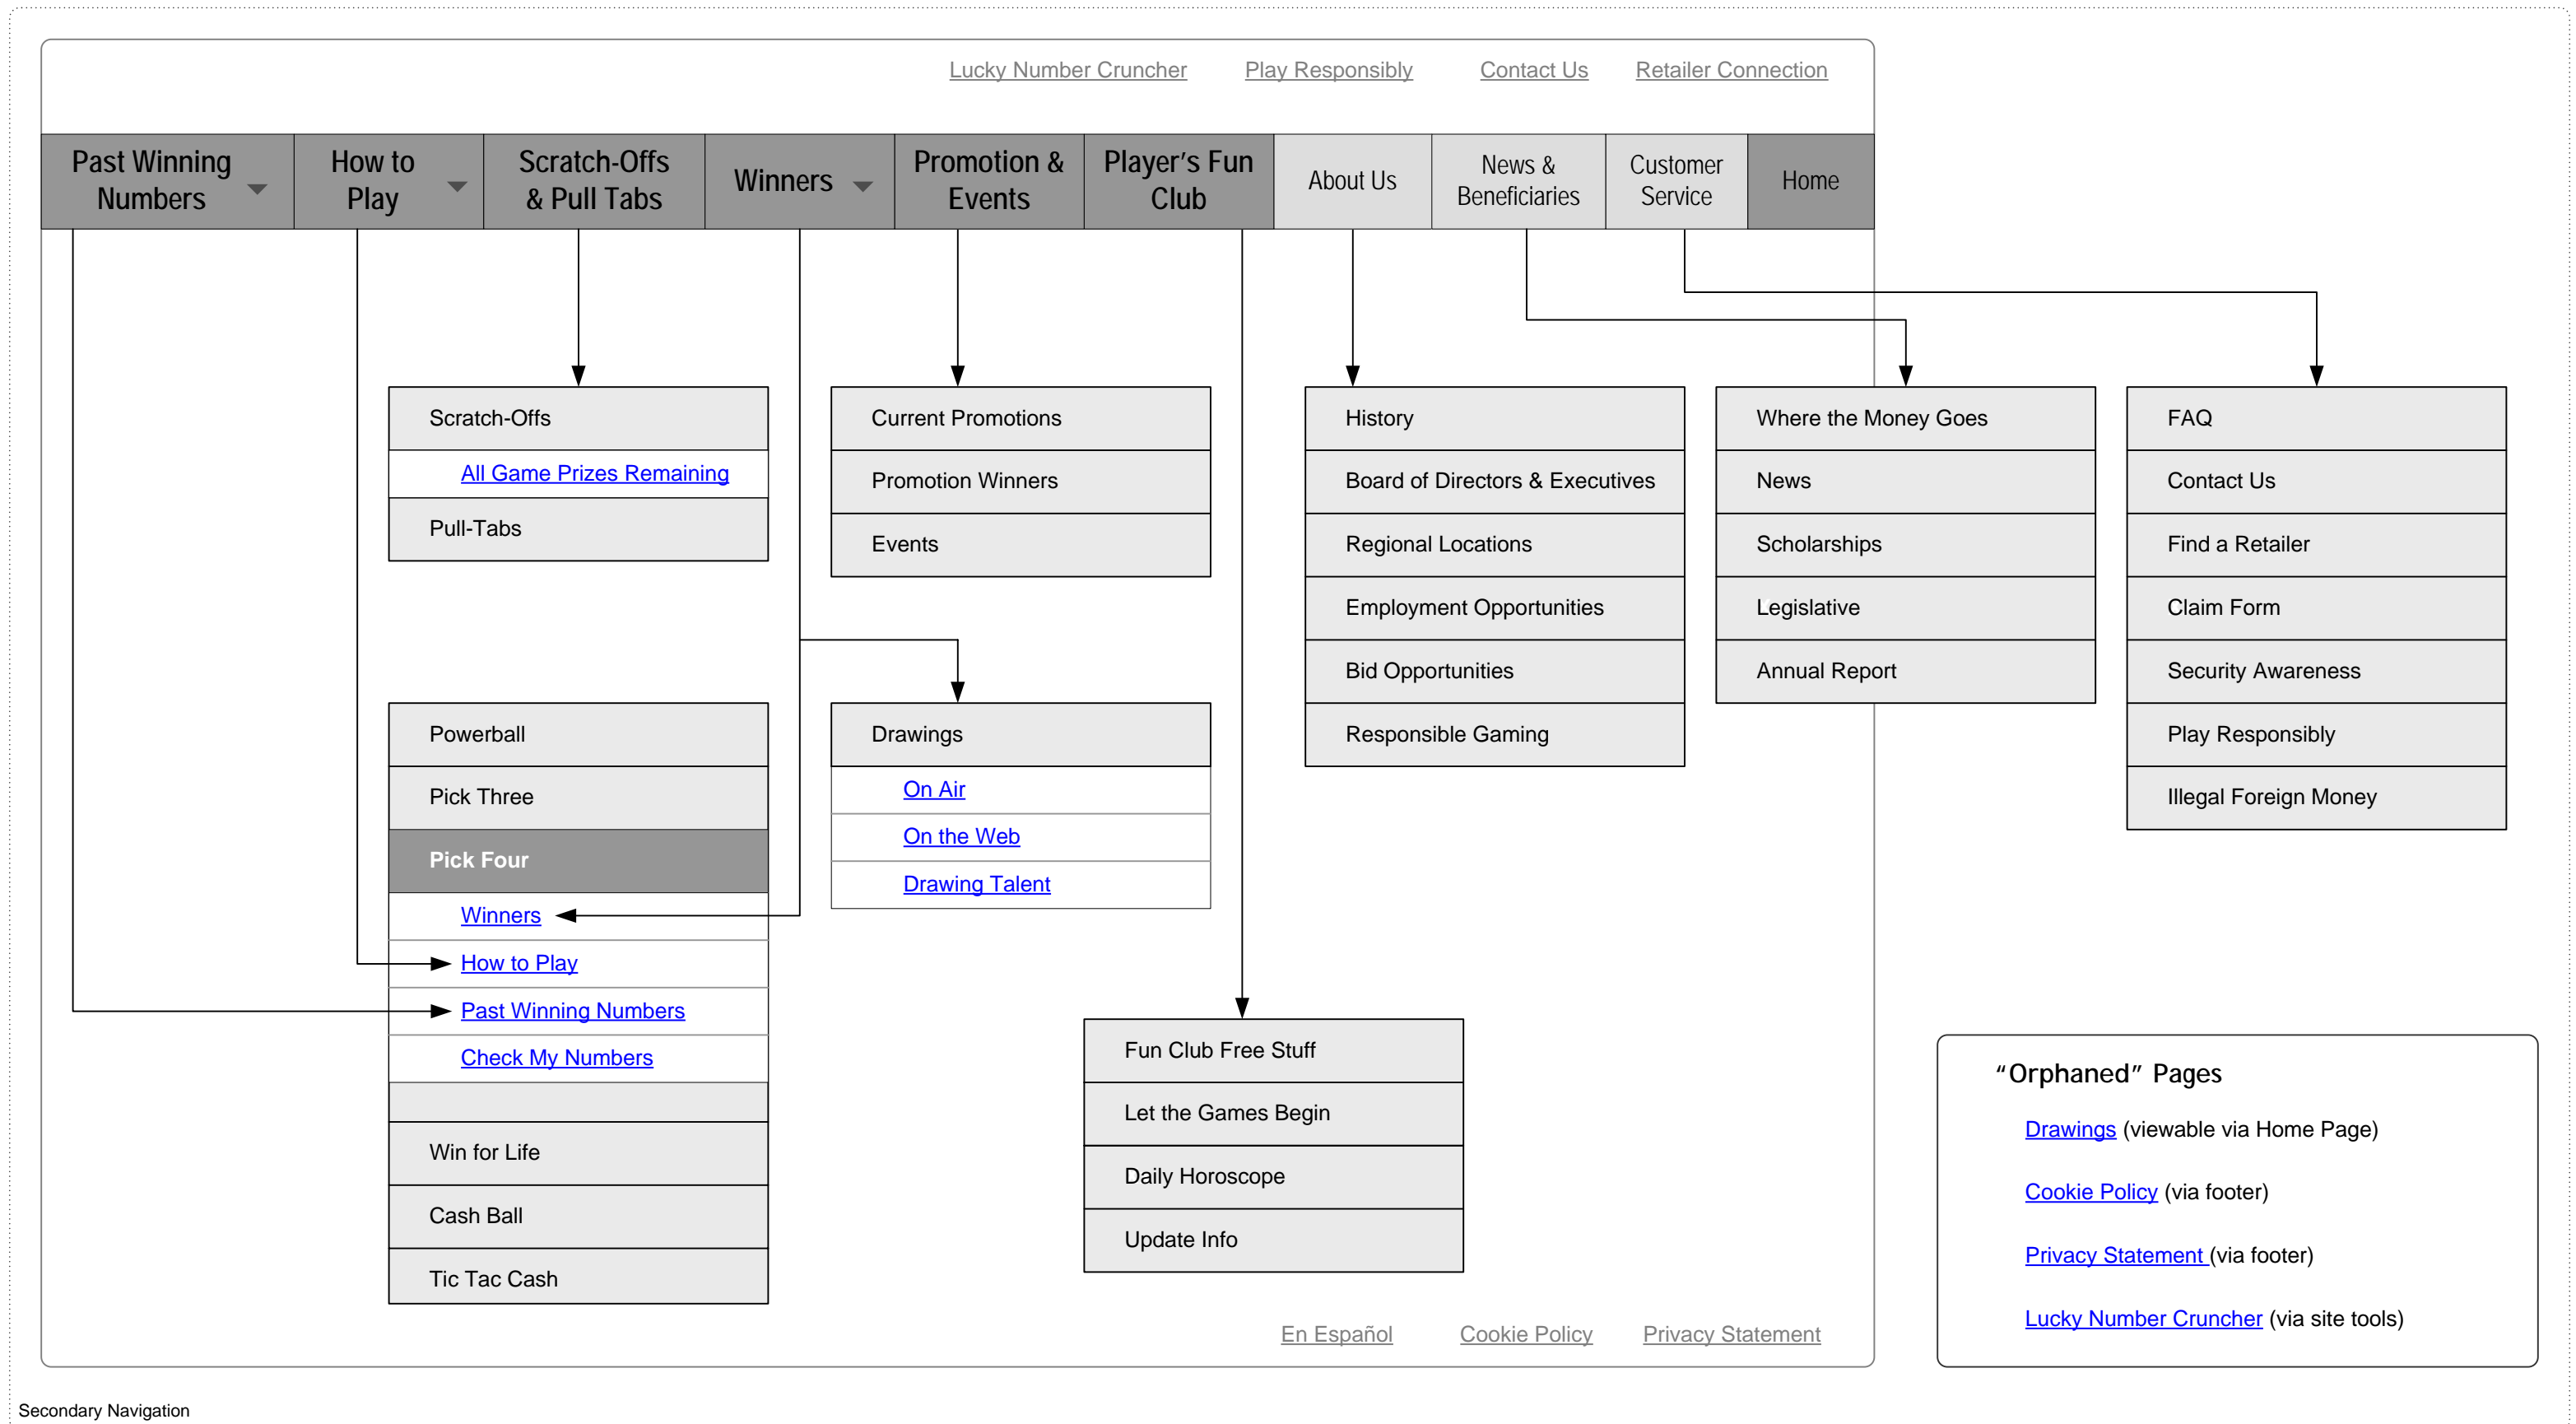 Lucky Number Cruncher
Play Responsibly
Contact Us
Retailer Connection
Past Winning
Numbers
How to
Play
Scratch-Offs
& Pull Tabs
Winners
Promotion &
Events
Player’s Fun
Club
About Us
News &
Beneficiaries
Customer
Service
Home
Scratch-Offs
All Game Prizes Remaining
Pull-Tabs
Current Promotions
Promotion Winners
Events
History
Board of Directors & Executives
Regional Locations
Employment Opportunities
Bid Opportunities
Responsible Gaming
Where the Money Goes
News
Scholarships
Legislative
Annual Report
FAQ
Contact Us
Find a Retailer
Claim Form
Security Awareness
Play Responsibly
Illegal Foreign Money
Powerball
Pick Three
Pick Four
Winners
How to Play
Past Winning Numbers
Check My Numbers
Win for Life
Cash Ball
Tic Tac Cash
Drawings
On Air
On the Web
Drawing Talent
Fun Club Free Stuff
Let the Games Begin
Daily Horoscope
Update Info
“Orphaned” Pages
Drawings (viewable via Home Page)
Cookie Policy (via footer)
Privacy Statement (via footer)
Lucky Number Cruncher (via site tools)
En Español
Cookie Policy
Privacy Statement
Secondary Navigation